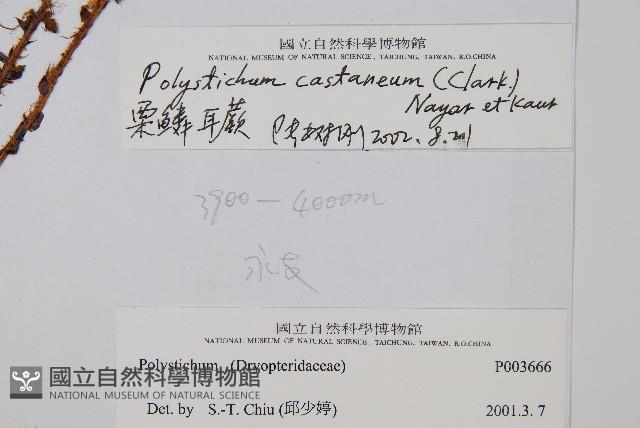 國立自然科學博物館
NATIONAL MUSEUM OF NATURAL SCIENCE, TAICHUNG, TAIWAN, R.O.CHINA
Polystichum castaneum (Clark.)
Nayar et Kaur
栗鱗耳蕨 2002.8.
3900-4000m
國立自然科學博物館
NATIONAL MUSEUM OF NATURAL SCIENCE, TAICHUNG, TAIWAN, R.O.CHINA
Polystichum (Dryopteridaceae) P003666
Det. by S.-T. Chiu (邱少婷) 2001.3.7
國立自然科學博物館
NATIONAL MUSEUM OF NATURAL SCIENCE